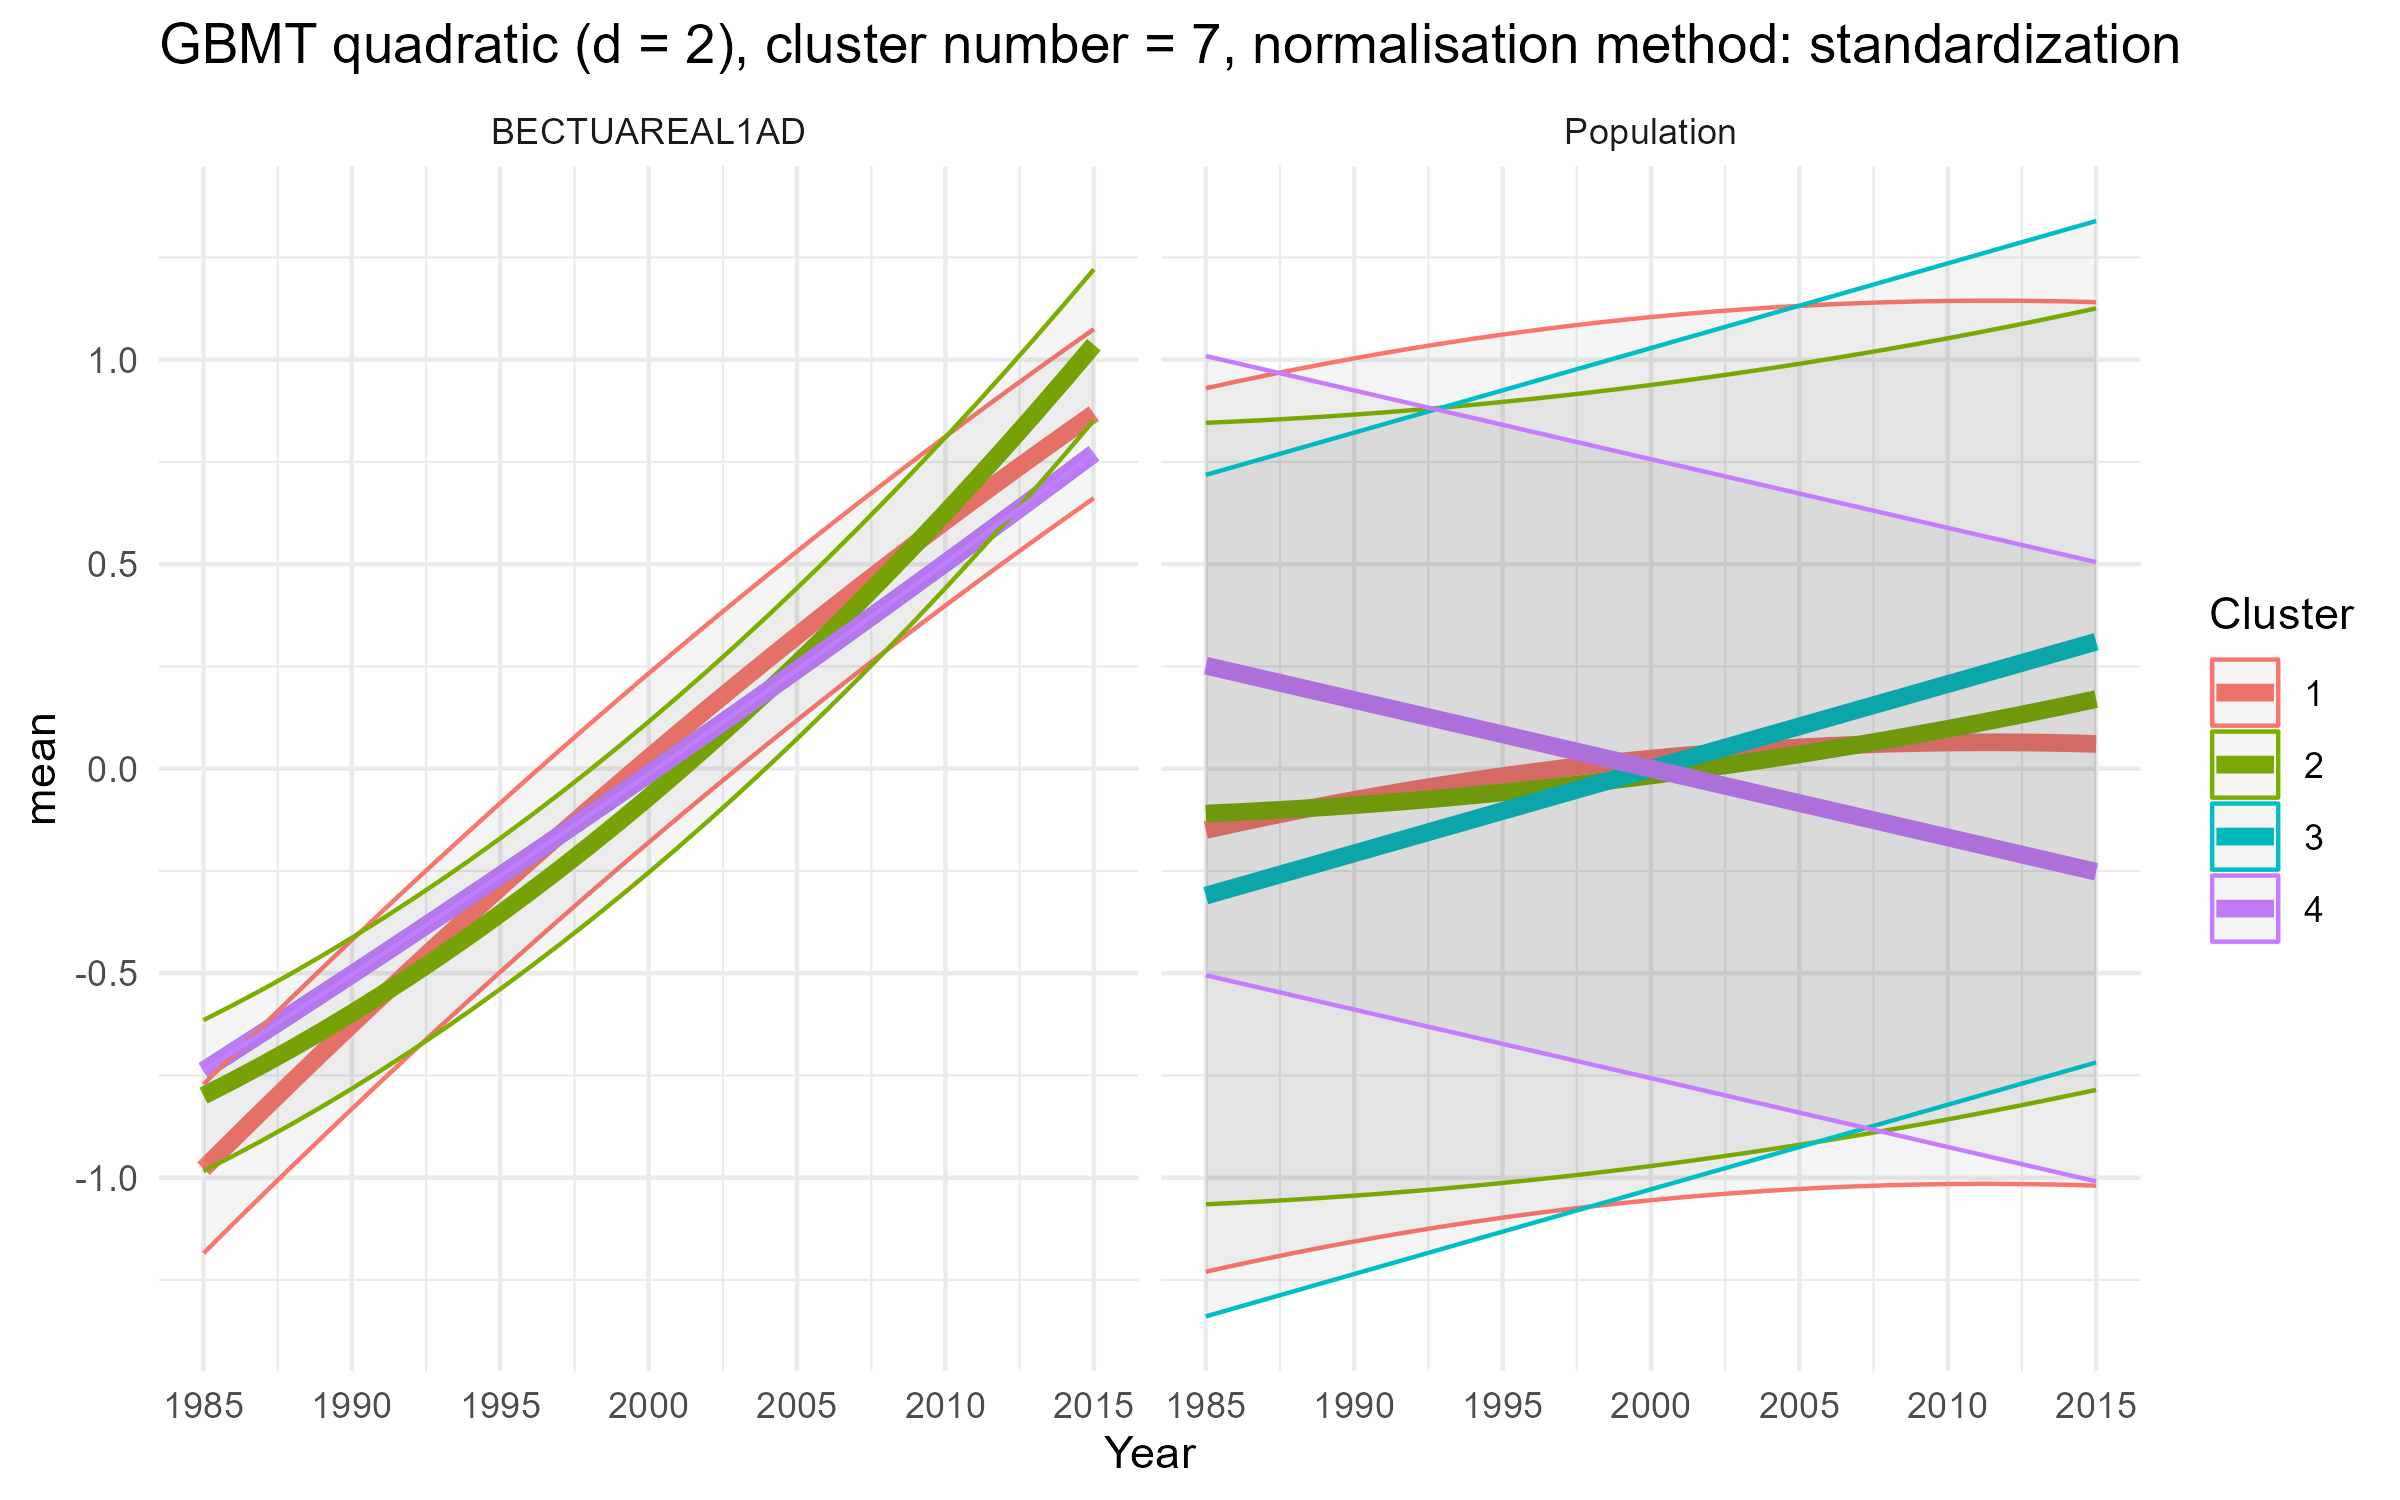 GBMT quadratic (d = 2), cluster number = 7, normalisation method: standardization
BECTUAREAL1AD
Population
mean
1.0
0.5
0.0
-0.5
-1.0
1985 1990 1995 2000 2005 2010 2015
1985 1990 1995 2000 2005 2010 2015
Year
Cluster
1
2
3
4